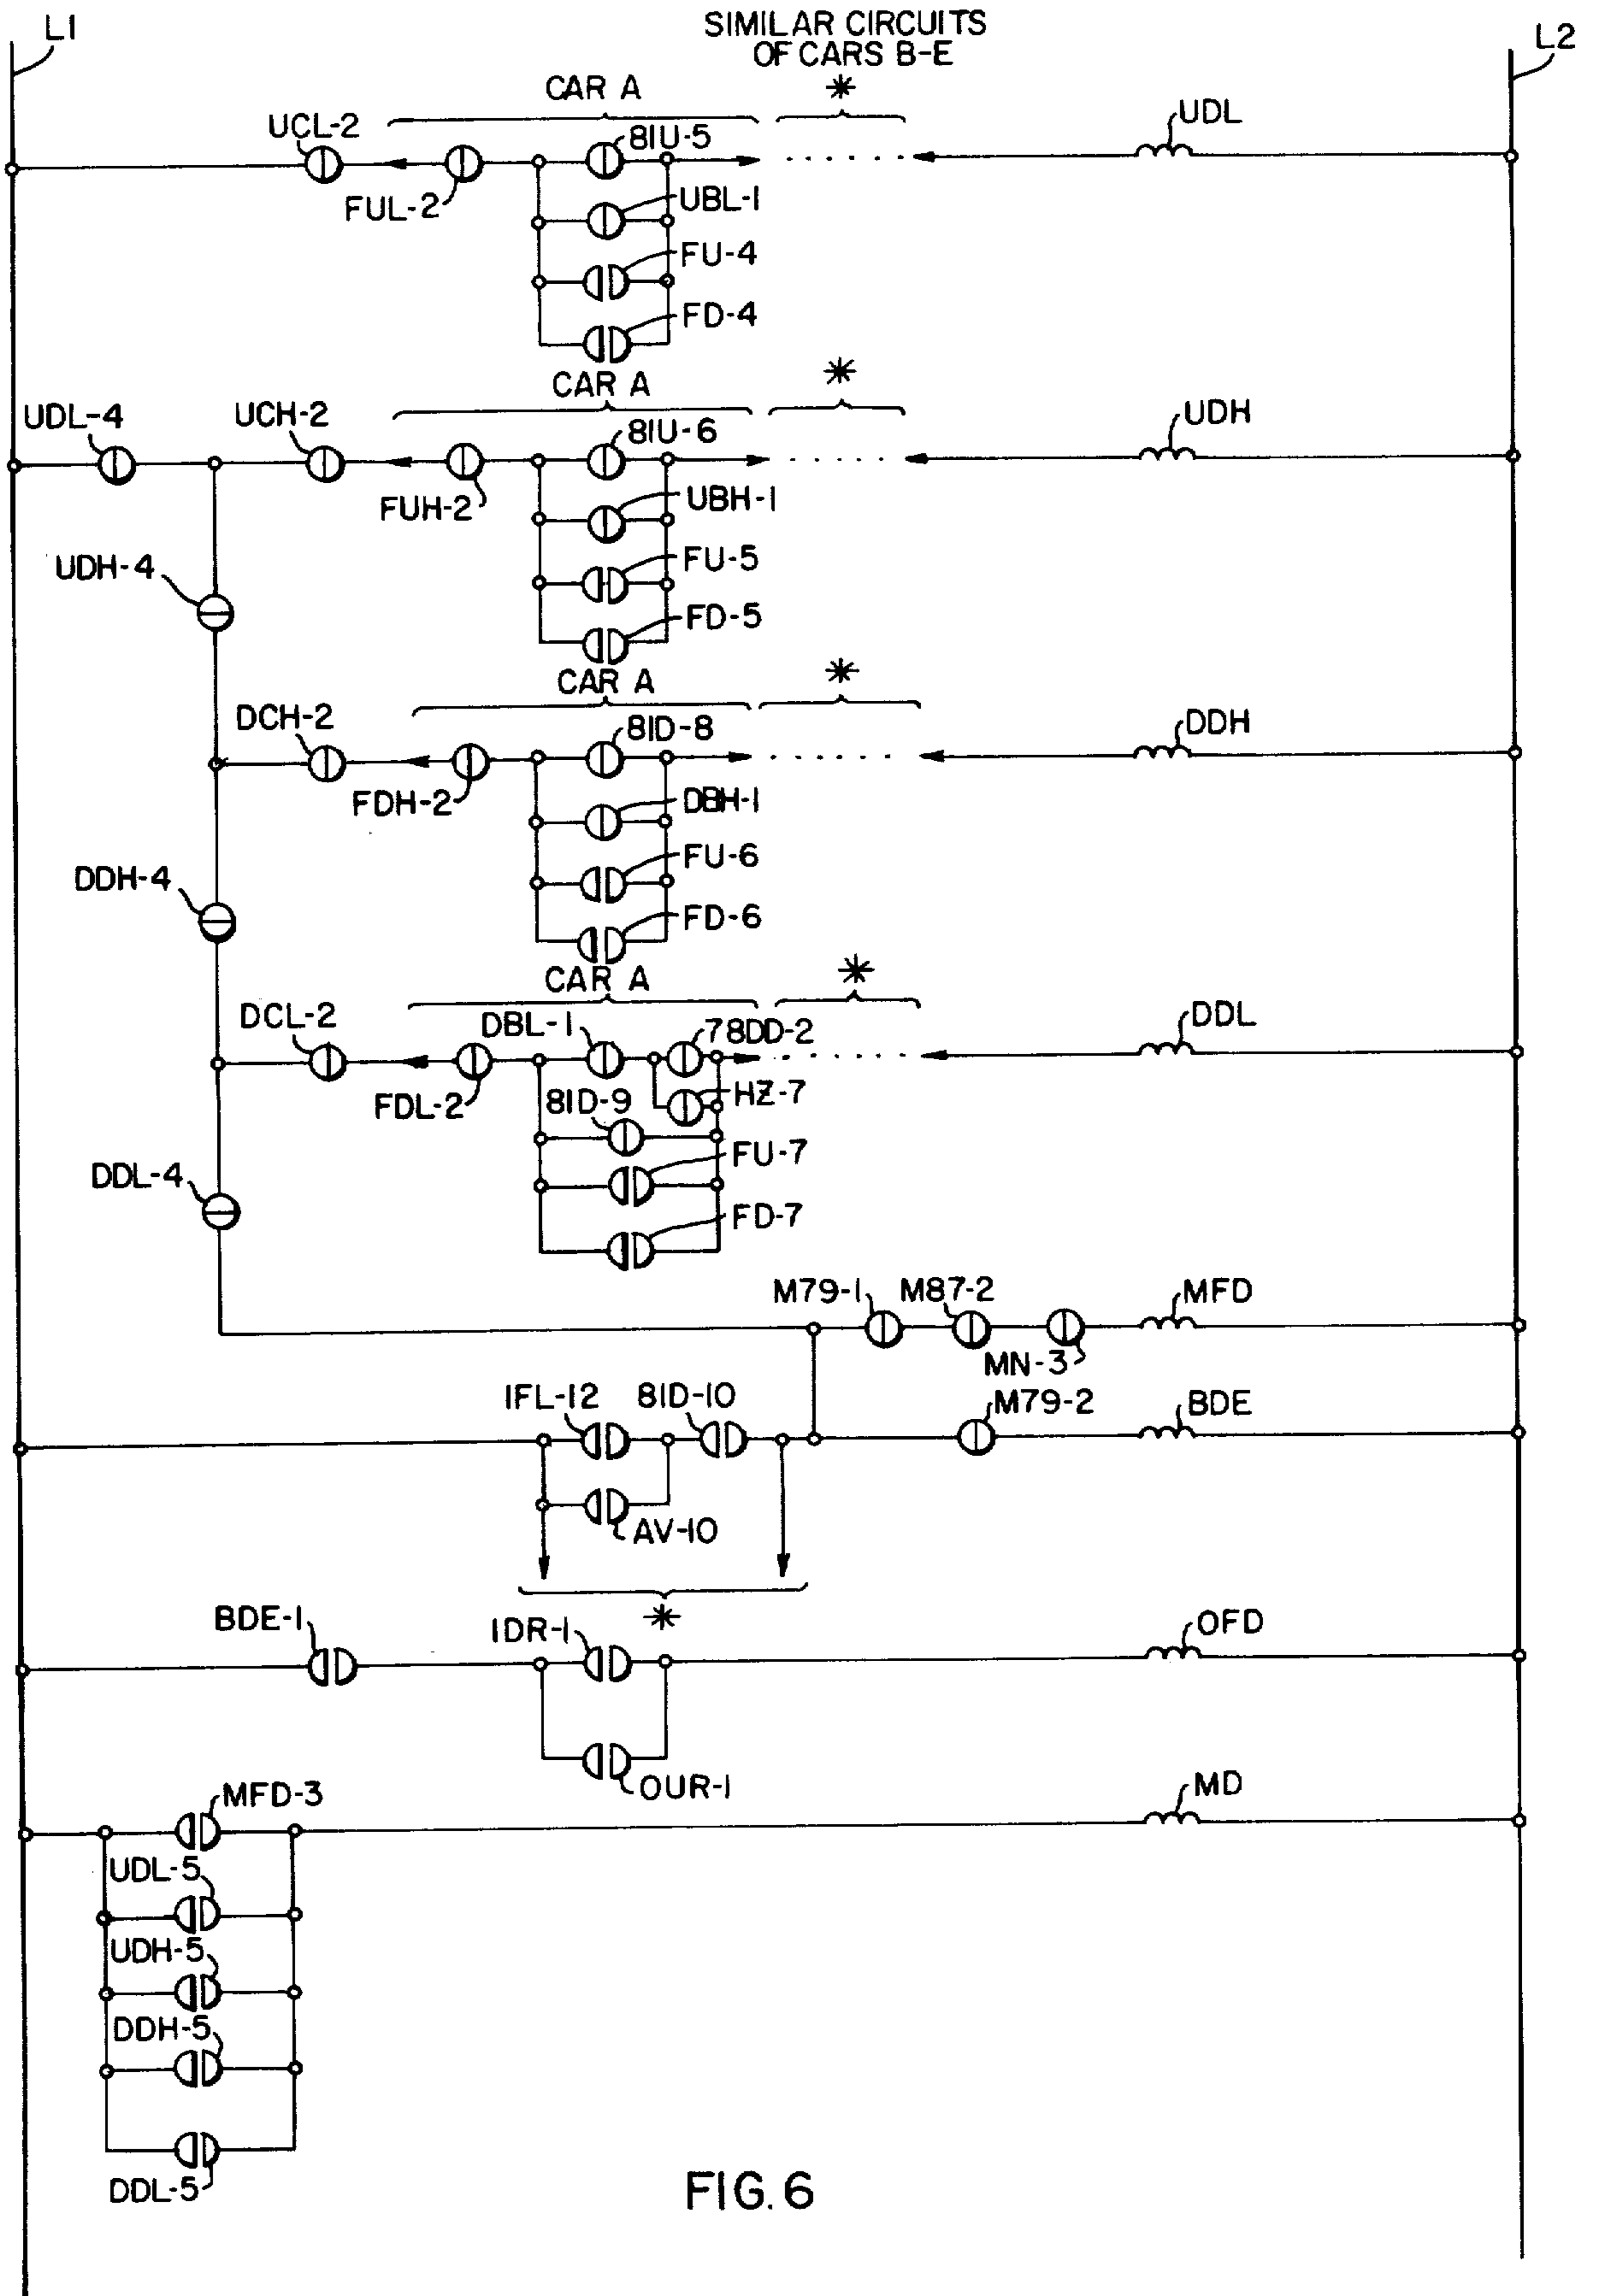 L1
SIMILAR CIRCUITS
OF CARS B-E
L2
CAR A
*
UCL-2
81U-5
UDL
FUL-2
UBL-1
FU-4
FD-4
CAR A
*
UDL-4
UCH-2
81U-6
UDH
FUH-2
UBH-1
UDH-4
FU-5
FD-5
CAR A
*
DCH-2
81D-8
DDH
FDH-2
DBH-1
FU-6
DDH-4
FD-6
CAR A
*
DCL-2
DBL-1
78DD-2
DDL
FDL-2
81D-9
HZ-7
FU-7
DDL-4
FD-7
M79-1
M87-2
MFD
MN-3
1FL-12
81D-10
M79-2
BDE
AV-10
*
BDE-1
1DR-1
OFD
OUR-1
MFD-3
MD
UDL-5
UDH-5
DDH-5
DDL-5
FIG. 6